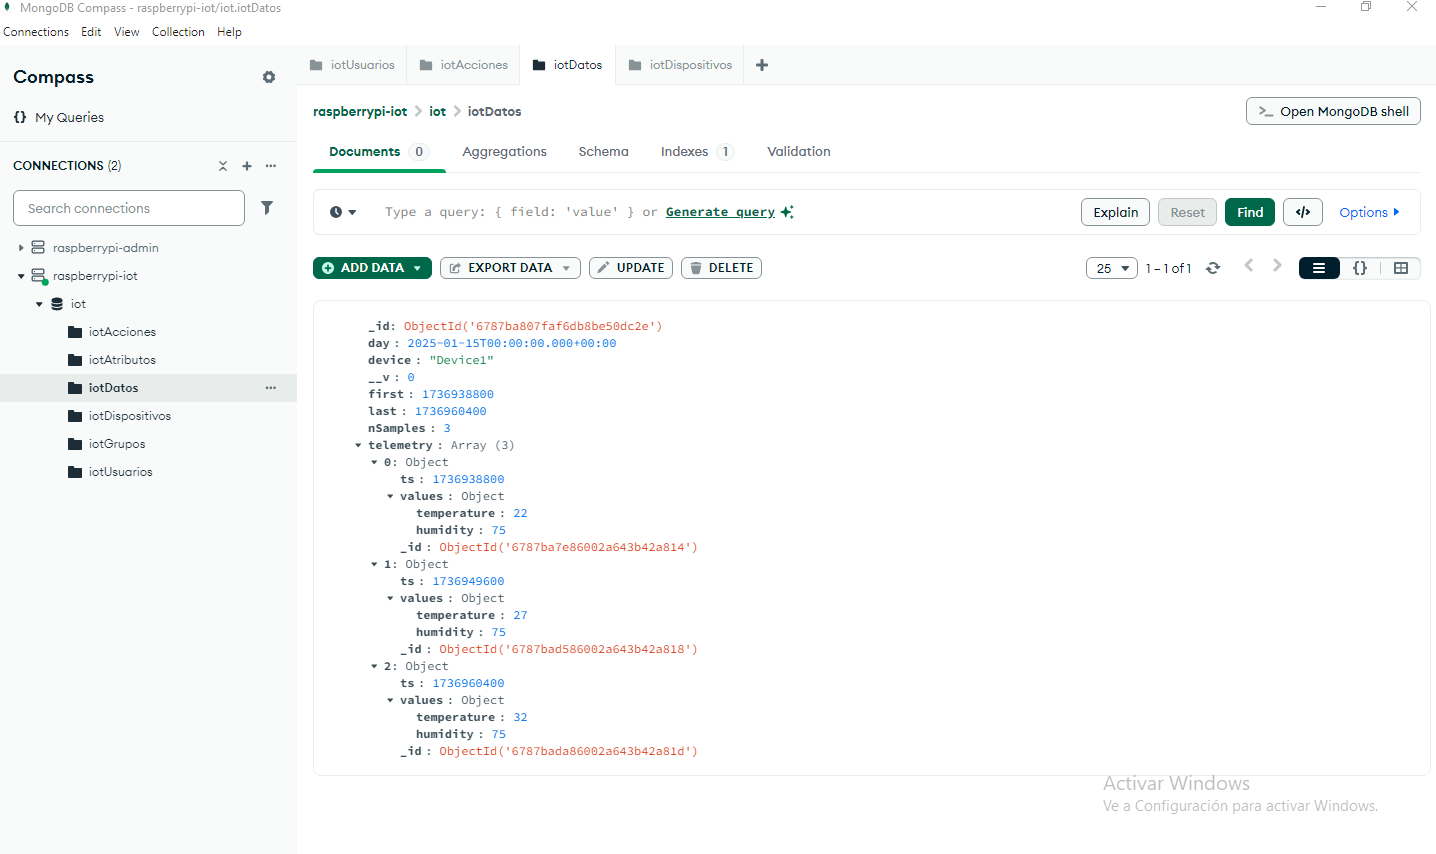 MongoDB Compass - raspberrypi-iot/iot.iotDatos
Connections Edit View Collection Help
Compass
{} My Queries
CONNECTIONS (2)
Search connections
raspberrypi-admin
raspberrypi-iot
iot
iotAcciones
iotAtributos
iotDatos
iotDispositivos
iotGrupos
iotUsuarios
iotUsuarios iotAcciones iotDatos iotDispositivos
raspberrypi-iot > iot > iotDatos
>_ Open MongoDB shell
Documents 0 Aggregations Schema Indexes 1 Validation
Type a query: { field: 'value' } or Generate query
Explain Reset Find </> Options
ADD DATA EXPORT DATA UPDATE DELETE
25 1 – 1 of 1 {}
_id: ObjectId('6787ba807faf6db8be50dc2e')
day : 2025-01-15T00:00:00.000+00:00
device : "Device1"
__v : 0
first : 1736938800
last : 1736960400
nSamples : 3
telemetry : Array (3)
0: Object
ts : 1736938800
values : Object
temperature : 22
humidity : 75
_id : ObjectId('6787ba7e86002a643b42a814')
1: Object
ts : 1736949600
values : Object
temperature : 27
humidity : 75
_id : ObjectId('6787bad586002a643b42a818')
2: Object
ts : 1736960400
values : Object
temperature : 32
humidity : 75
_id : ObjectId('6787bada86002a643b42a81d')
Activar Windows
Ve a Configuración para activar Windows.